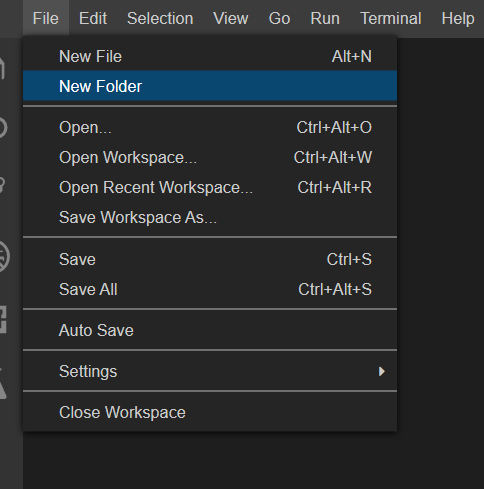 File Edit Selection View Go Run Terminal Help
New File Alt+N
New Folder
Open... Ctrl+Alt+O
Open Workspace... Ctrl+Alt+W
Open Recent Workspace... Ctrl+Alt+R
Save Workspace As...
Save Ctrl+S
Save All Ctrl+Alt+S
Auto Save
Settings
Close Workspace